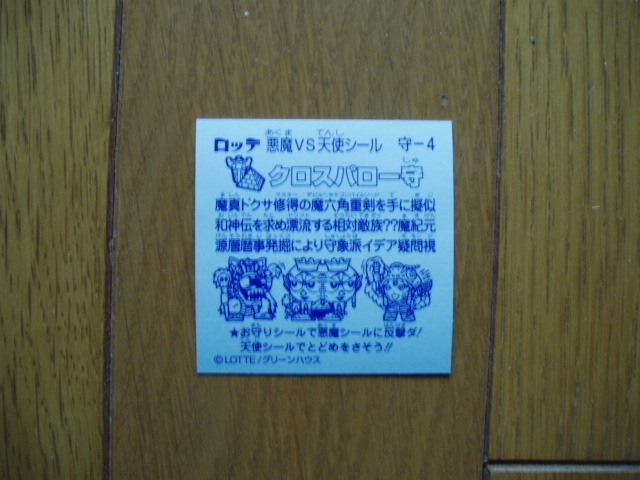 ロッテ 悪魔VS天使シール 守-4
クロスパロー守
魔真ドクサ修得の魔六角重剣を手に擬似
和神伝を求め漂流する相対敵族??魔紀元
源層暦事発掘により守象派イデア疑問視
★お守りシールで悪魔シールに反撃ダ!
天使シールでとどめをさそう!!
©LOTTE/グリーンハウス